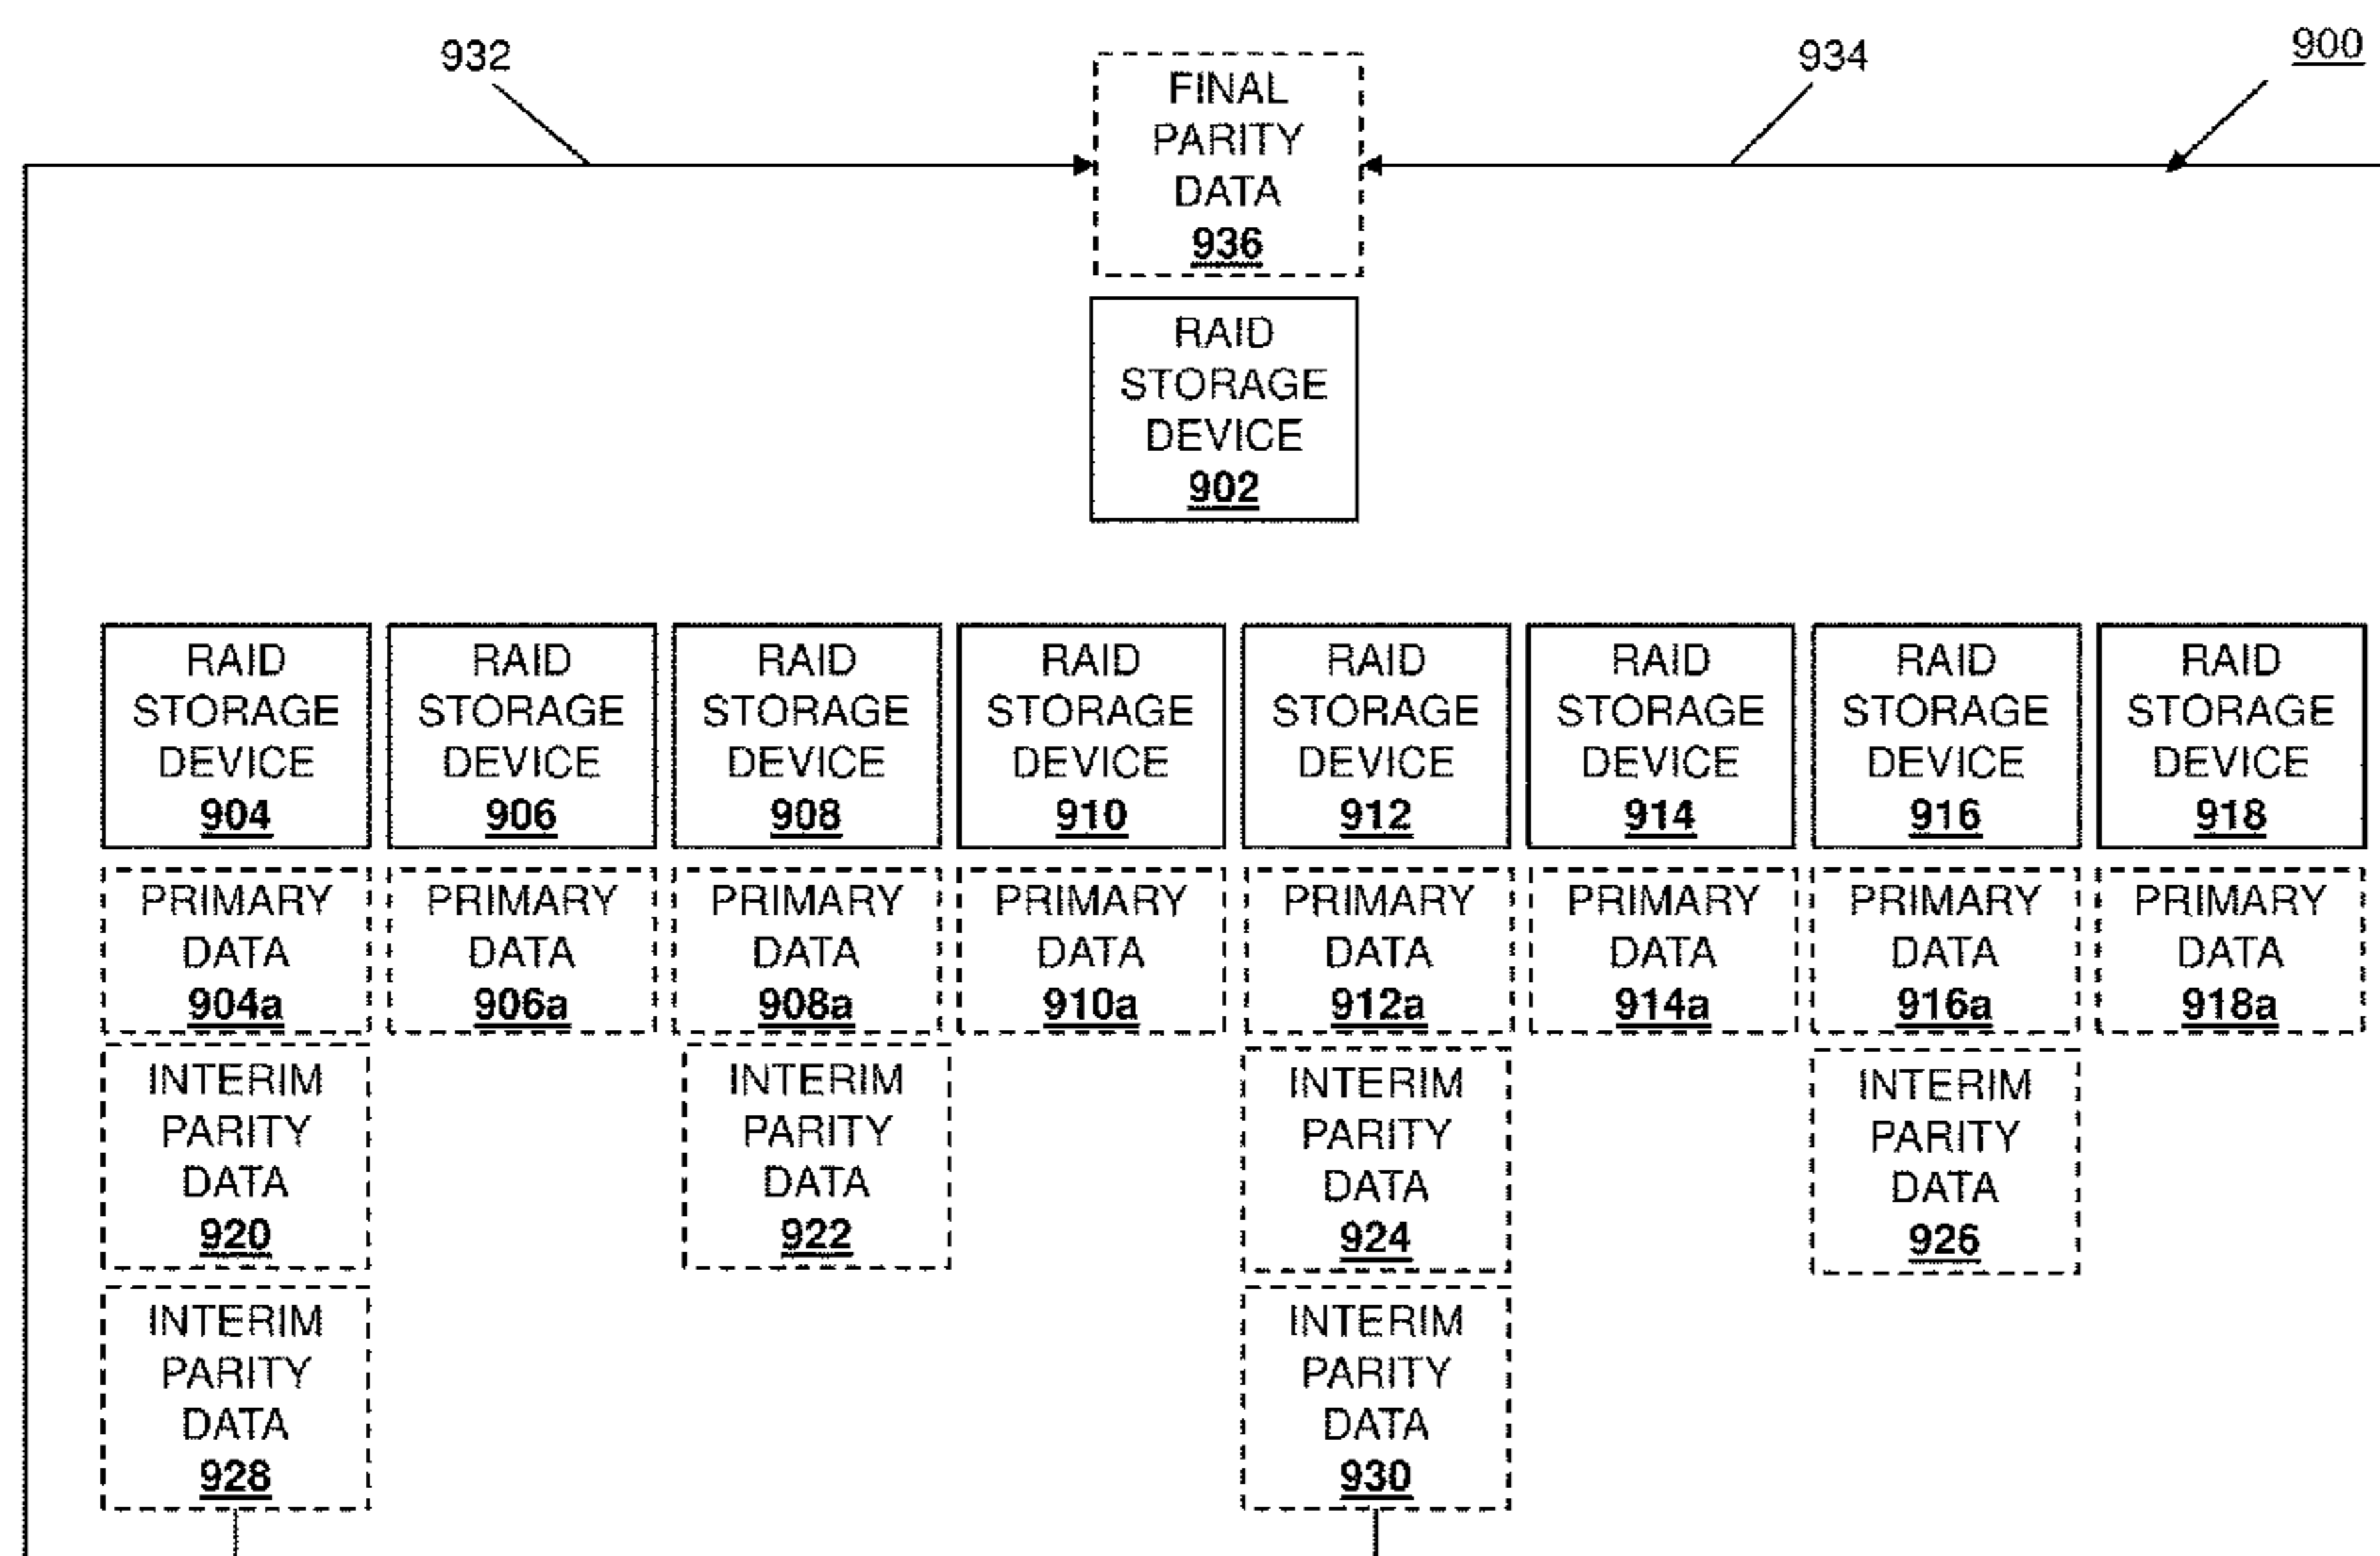 932
934
900
FINAL
PARITY
DATA
936
RAID
STORAGE
DEVICE
902
RAID
STORAGE
DEVICE
904
RAID
STORAGE
DEVICE
906
RAID
STORAGE
DEVICE
908
RAID
STORAGE
DEVICE
910
RAID
STORAGE
DEVICE
912
RAID
STORAGE
DEVICE
914
RAID
STORAGE
DEVICE
916
RAID
STORAGE
DEVICE
918
PRIMARY
DATA
904a
PRIMARY
DATA
906a
PRIMARY
DATA
908a
PRIMARY
DATA
910a
PRIMARY
DATA
912a
PRIMARY
DATA
914a
PRIMARY
DATA
916a
PRIMARY
DATA
918a
INTERIM
PARITY
DATA
920
INTERIM
PARITY
DATA
922
INTERIM
PARITY
DATA
924
INTERIM
PARITY
DATA
926
INTERIM
PARITY
DATA
928
INTERIM
PARITY
DATA
930